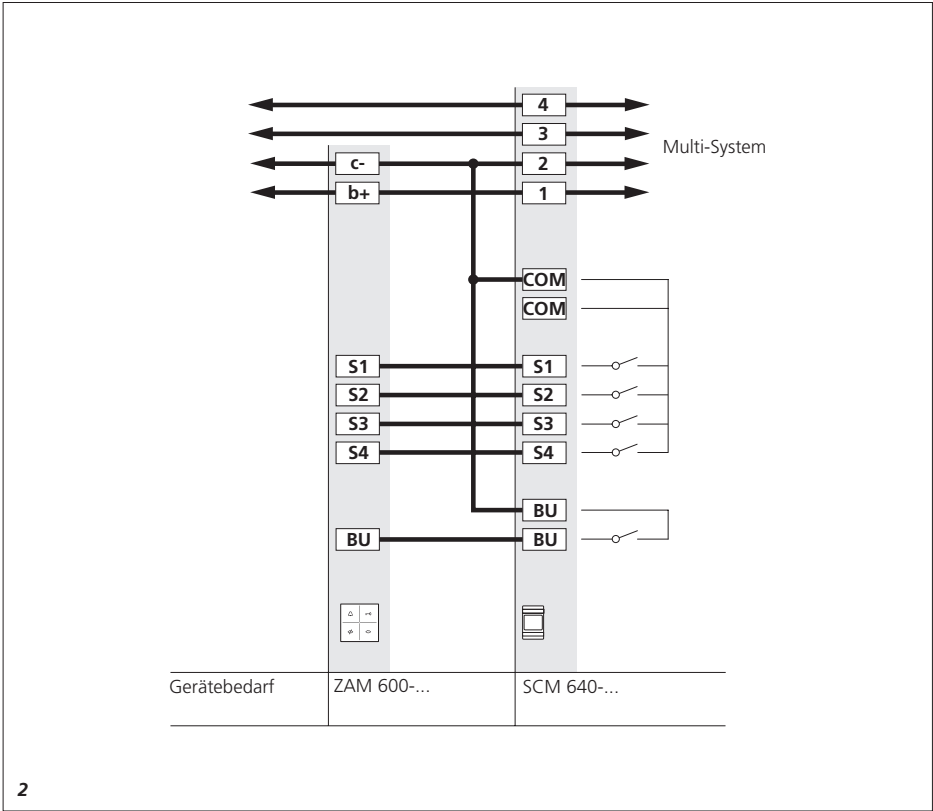 4
3
Multi-System
c- 2
b+ 1
COM
COM
S1 S1
S2 S2
S3 S3
S4 S4
BU
BU BU
Gerätebedarf ZAM 600-... SCM 640-...
2